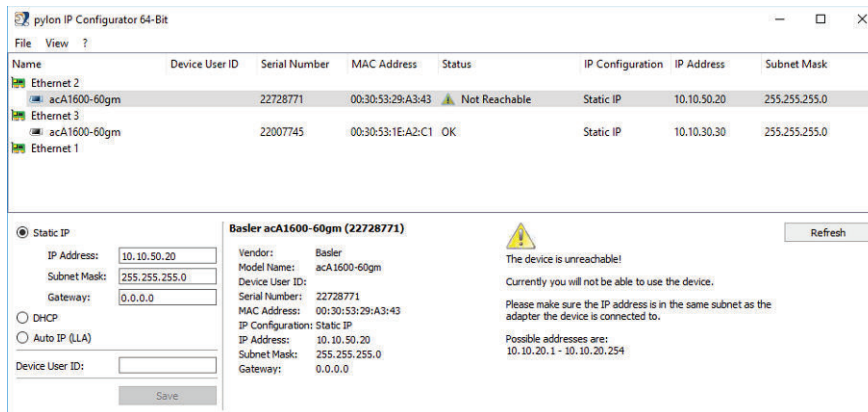 pylon IP Configurator 64-Bit
File View ?
Name Device User ID Serial Number MAC Address Status IP Configuration IP Address Subnet Mask
Ethernet 2
acA1600-60gm 22728771 00:30:53:29:A3:43 Not Reachable Static IP 10.10.50.20 255.255.255.0
Ethernet 3
acA1600-60gm 22007745 00:30:53:1E:A2:C1 OK Static IP 10.10.30.30 255.255.255.0
Ethernet 1
Static IP
IP Address: 10.10.50.20
Subnet Mask: 255.255.255.0
Gateway: 0.0.0.0
DHCP
Auto IP (LLA)
Device User ID:
Save
Basler acA1600-60gm (22728771)
Vendor: Basler
Model Name: acA1600-60gm
Device User ID:
Serial Number: 22728771
MAC Address: 00:30:53:29:A3:43
IP Configuration: Static IP
IP Address: 10.10.50.20
Subnet Mask: 255.255.255.0
Gateway: 0.0.0.0
The device is unreachable!
Currently you will not be able to use the device.
Please make sure the IP address is in the same subnet as the
adapter the device is connected to.
Possible addresses are:
10.10.20.1 - 10.10.20.254
Refresh